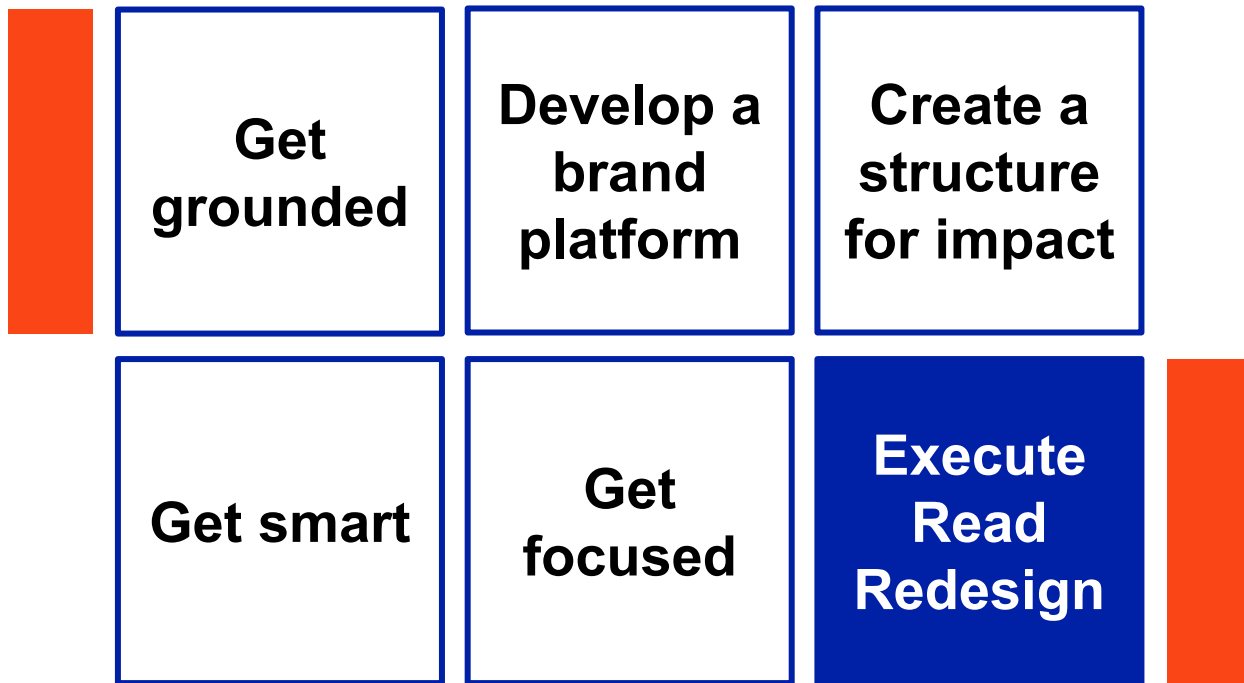 Get
grounded
Develop a
brand
platform
Create a
structure
for impact
Get smart
Get
focused
Execute
Read
Redesign